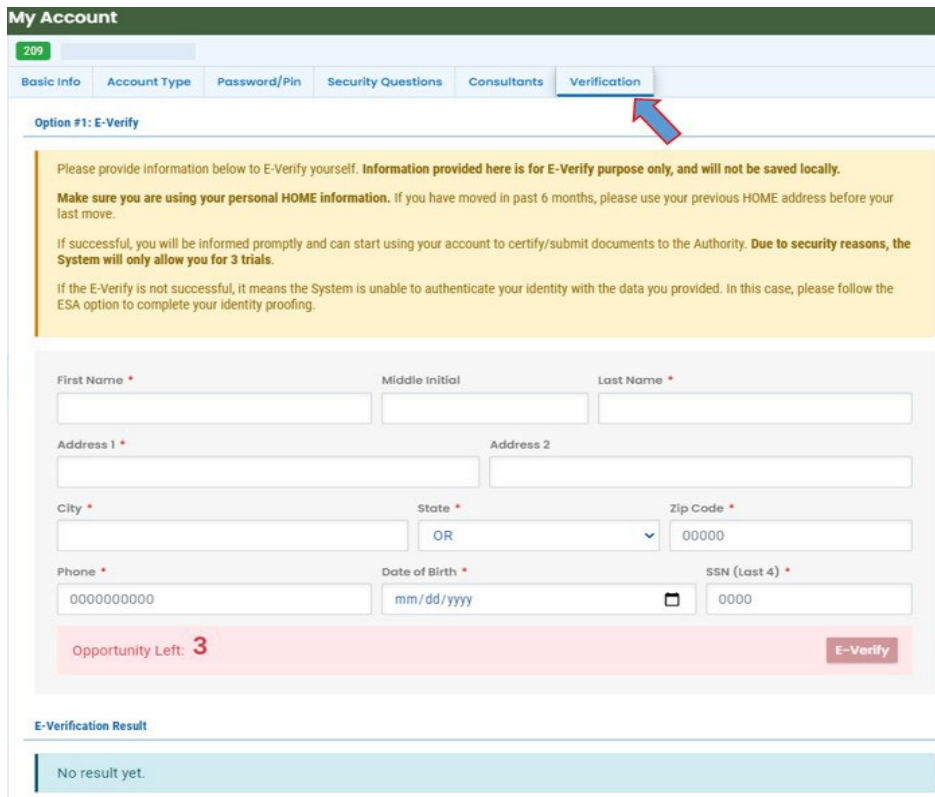 My Account
209
Basic Info Account Type Password/Pin Security Questions Consultants Verification
Option #1: E-Verify
Please provide information below to E-Verify yourself. Information provided here is for E-Verify purpose only, and will not be saved locally.
Make sure you are using your personal HOME information. If you have moved in past 6 months, please use your previous HOME address before your
last move.
If successful, you will be informed promptly and can start using your account to certify/submit documents to the Authority. Due to security reasons, the
System will only allow you for 3 trials.
If the E-Verify is not successful, it means the System is unable to authenticate your identity with the data you provided. In this case, please follow the
ESA option to complete your identity proofing.
First Name * Middle Initial Last Name *
Address 1 * Address 2
City * State * Zip Code *
OR 00000
Phone * Date of Birth * SSN (Last 4) *
0000000000 mm/dd/yyyy 0000
Opportunity Left: 3 E-Verify
E-Verification Result
No result yet.